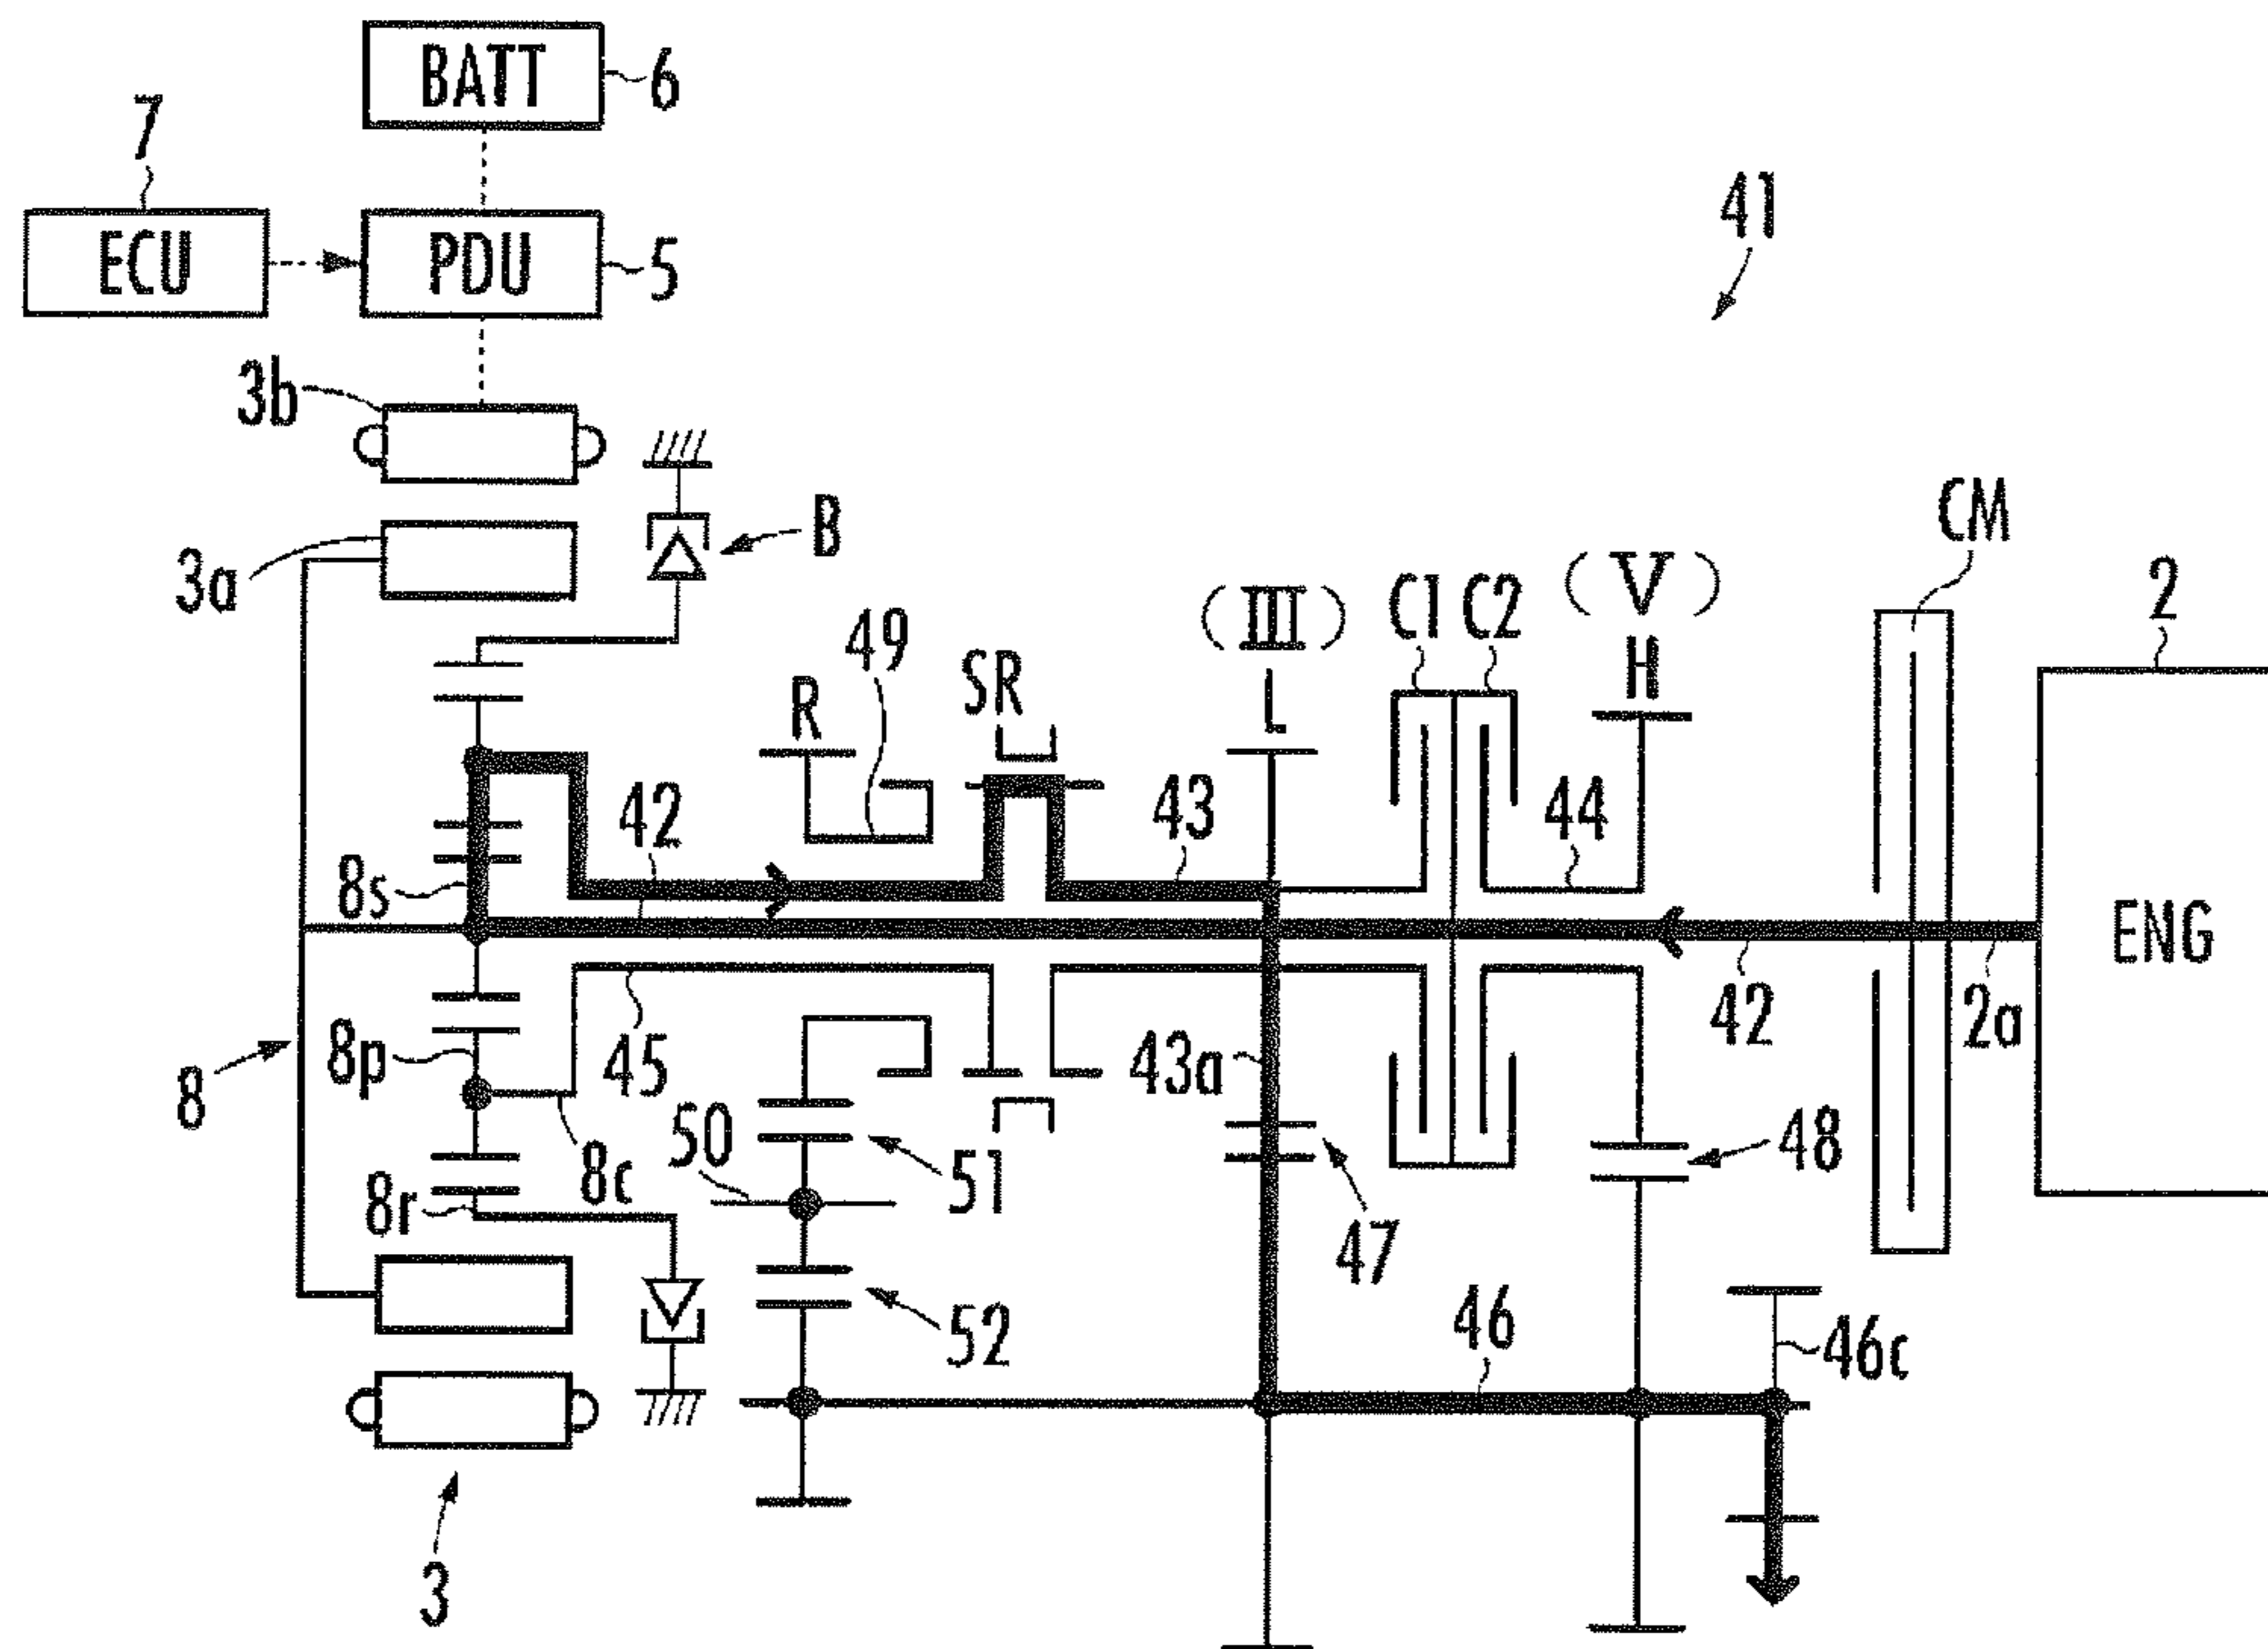 BATT
6
7
ECU
PDU
5
41
3b
3a
B
CM
(III)
C1
C2
(V)
2
49
SR
R
L
H
42
43
44
8s
ENG
8
8p
45
43a
42
2a
50
8c
51
48
8r
47
52
46
46c
3